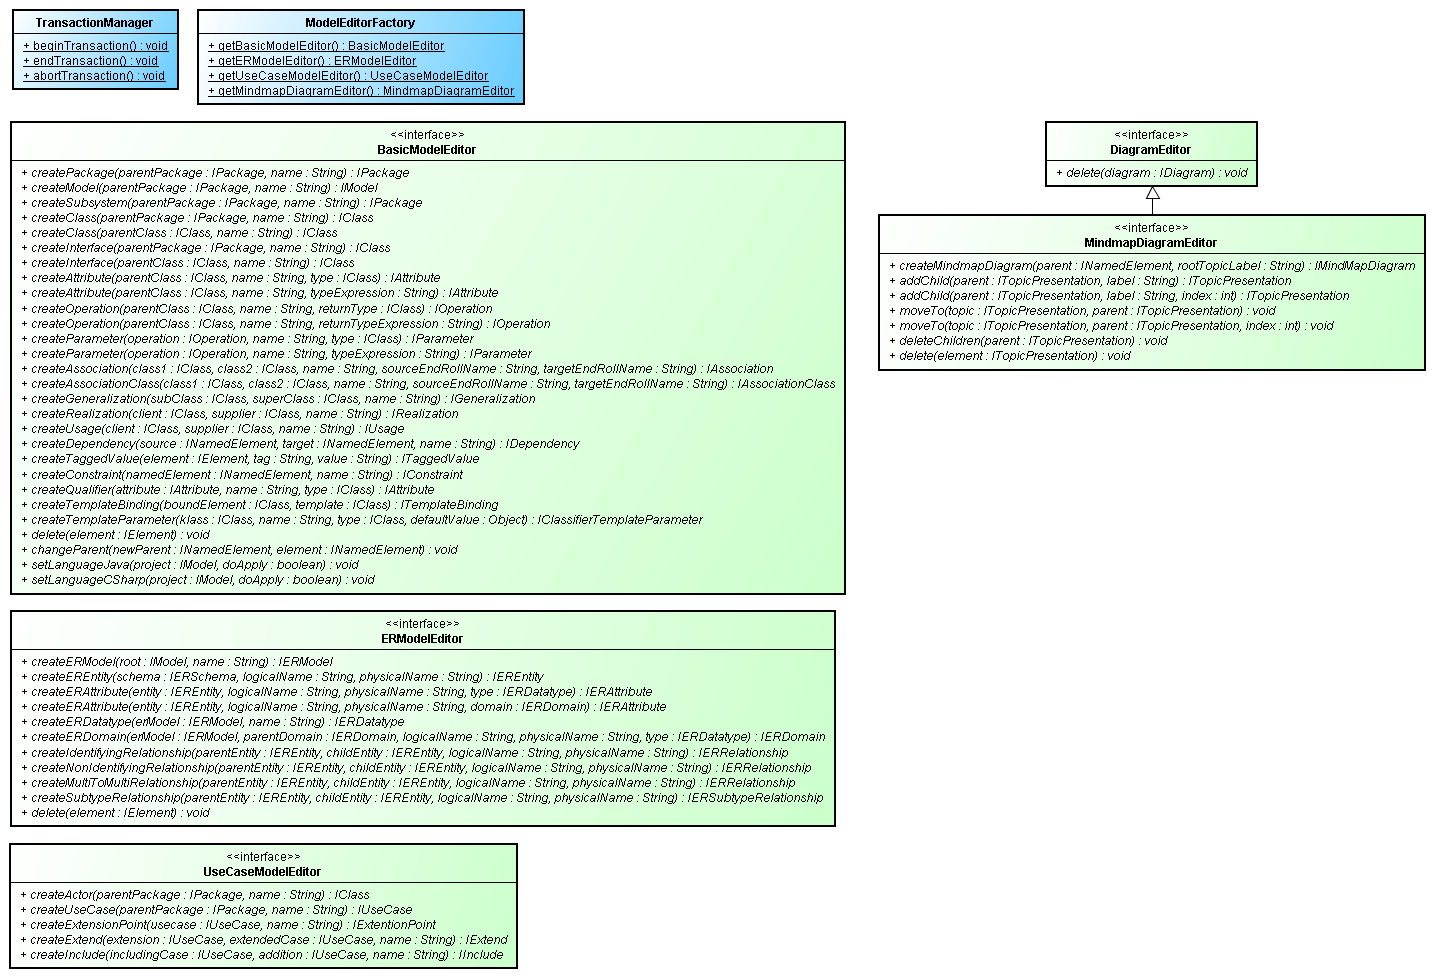 TransactionManager
+ beginTransaction() : void
+ endTransaction() : void
+ abortTransaction() : void
ModelEditorFactory
+ getBasicModelEditor() : BasicModelEditor
+ getERModelEditor() : ERModelEditor
+ getUseCaseModelEditor() : UseCaseModelEditor
+ getMindmapDiagramEditor() : MindmapDiagramEditor
<<interface>>
BasicModelEditor
+ createPackage(parentPackage : IPackage, name : String) : IPackage
+ createModel(parentPackage : IPackage, name : String) : IModel
+ createSubsystem(parentPackage : IPackage, name : String) : IPackage
+ createClass(parentPackage : IPackage, name : String) : IClass
+ createClass(parentClass : IClass, name : String) : IClass
+ createInterface(parentPackage : IPackage, name : String) : IClass
+ createInterface(parentClass : IClass, name : String) : IClass
+ createAttribute(parentClass : IClass, name : String, type : IClass) : IAttribute
+ createAttribute(parentClass : IClass, name : String, typeExpression : String) : IAttribute
+ createOperation(parentClass : IClass, name : String, returnType : IClass) : IOperation
+ createOperation(parentClass : IClass, name : String, returnTypeExpression : String) : IOperation
+ createParameter(operation : IOperation, name : String, type : IClass) : IParameter
+ createParameter(operation : IOperation, name : String, typeExpression : String) : IParameter
+ createAssociation(class1 : IClass, class2 : IClass, name : String, sourceEndRollName : String, targetEndRollName : String) : IAssociation
+ createAssociationClass(class1 : IClass, class2 : IClass, name : String, sourceEndRollName : String, targetEndRollName : String) : IAssociationClass
+ createGeneralization(subClass : IClass, superClass : IClass, name : String) : IGeneralization
+ createRealization(client : IClass, supplier : IClass, name : String) : IRealization
+ createUsage(client : IClass, supplier : IClass, name : String) : IUsage
+ createDependency(source : INamedElement, target : INamedElement, name : String) : IDependency
+ createTaggedValue(element : IElement, tag : String, value : String) : ITaggedValue
+ createConstraint(namedElement : INamedElement, name : String) : IConstraint
+ createQualifier(attribute : IAttribute, name : String, type : IClass) : IAttribute
+ createTemplateBinding(boundElement : IClass, template : IClass) : ITemplateBinding
+ createTemplateParameter(klass : IClass, name : String, type : IClass, defaultValue : Object) : IClassifierTemplateParameter
+ delete(element : IElement) : void
+ changeParent(newParent : INamedElement, element : INamedElement) : void
+ setLanguageJava(project : IModel, doApply : boolean) : void
+ setLanguageCSharp(project : IModel, doApply : boolean) : void
<<interface>>
DiagramEditor
+ delete(diagram : IDiagram) : void
<<interface>>
MindmapDiagramEditor
+ createMindmapDiagram(parent : INamedElement, rootTopicLabel : String) : IMindMapDiagram
+ addChild(parent : ITopicPresentation, label : String) : ITopicPresentation
+ addChild(parent : ITopicPresentation, label : String, index : int) : ITopicPresentation
+ moveTo(topic : ITopicPresentation, parent : ITopicPresentation) : void
+ moveTo(topic : ITopicPresentation, parent : ITopicPresentation, index : int) : void
+ deleteChildren(parent : ITopicPresentation) : void
+ delete(element : ITopicPresentation) : void
<<interface>>
ERModelEditor
+ createERModel(root : IModel, name : String) : IERModel
+ createEREntity(schema : IERSchema, logicalName : String, physicalName : String) : IEREntity
+ createERAttribute(entity : IEREntity, logicalName : String, physicalName : String, type : IERDatatype) : IERAttribute
+ createERAttribute(entity : IEREntity, logicalName : String, physicalName : String, domain : IERDomain) : IERAttribute
+ createERDatatype(erModel : IERModel, name : String) : IERDatatype
+ createERDomain(erModel : IERModel, parentDomain : IERDomain, logicalName : String, physicalName : String, type : IERDatatype) : IERDomain
+ createIdentifyingRelationship(parentEntity : IEREntity, childEntity : IEREntity, logicalName : String, physicalName : String) : IERRelationship
+ createNonIdentifyingRelationship(parentEntity : IEREntity, childEntity : IEREntity, logicalName : String, physicalName : String) : IERRelationship
+ createMultiToMultiRelationship(parentEntity : IEREntity, childEntity : IEREntity, logicalName : String, physicalName : String) : IERRelationship
+ createSubtypeRelationship(parentEntity : IEREntity, childEntity : IEREntity, logicalName : String, physicalName : String) : IERSubtypeRelationship
+ delete(element : IElement) : void
<<interface>>
UseCaseModelEditor
+ createActor(parentPackage : IPackage, name : String) : IClass
+ createUseCase(parentPackage : IPackage, name : String) : IUseCase
+ createExtensionPoint(usecase : IUseCase, name : String) : IExtentionPoint
+ createExtend(extension : IUseCase, extendedCase : IUseCase, name : String) : IExtend
+ createInclude(includingCase : IUseCase, addition : IUseCase, name : String) : IInclude